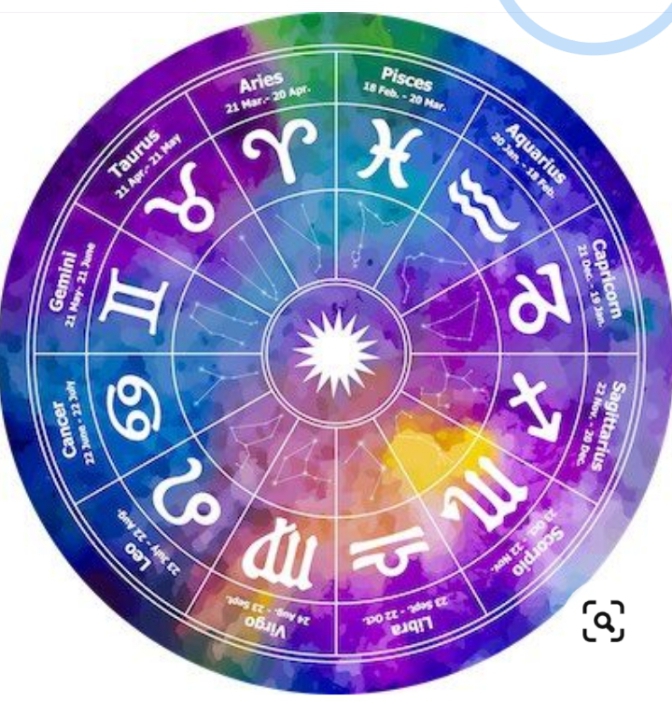 Aries
21 Mar.- 20 Apr.
Pisces
18 Feb. - 20 Mar.
Aquarius
20 Jan. - 18 Feb.
Capricorn
21 Dec. - 19 Jan.
Sagittarius
22 Nov. - 20 Dec.
Scorpio
23 Oct. - 22 Nov.
Libra
23 Sept. - 22 Oct.
Virgo
24 Aug. - 23 Sept.
Leo
23 July - 22 Aug.
Cancer
22 June - 22 July
Gemini
21 May- 21 June
Taurus
21 Apr.- 21 May